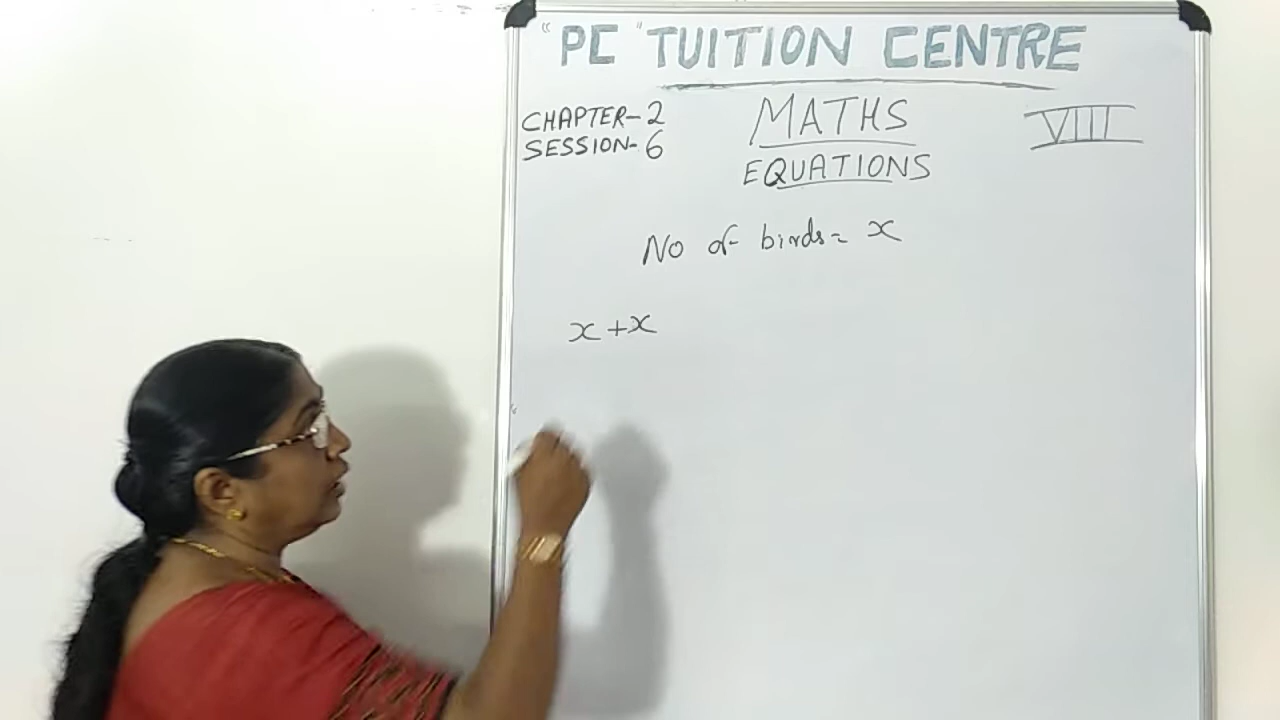 "PC" TUITION CENTRE
CHAPTER-2
SESSION-6
MATHS
EQUATIONS
VIII
No of birds= x
x + x